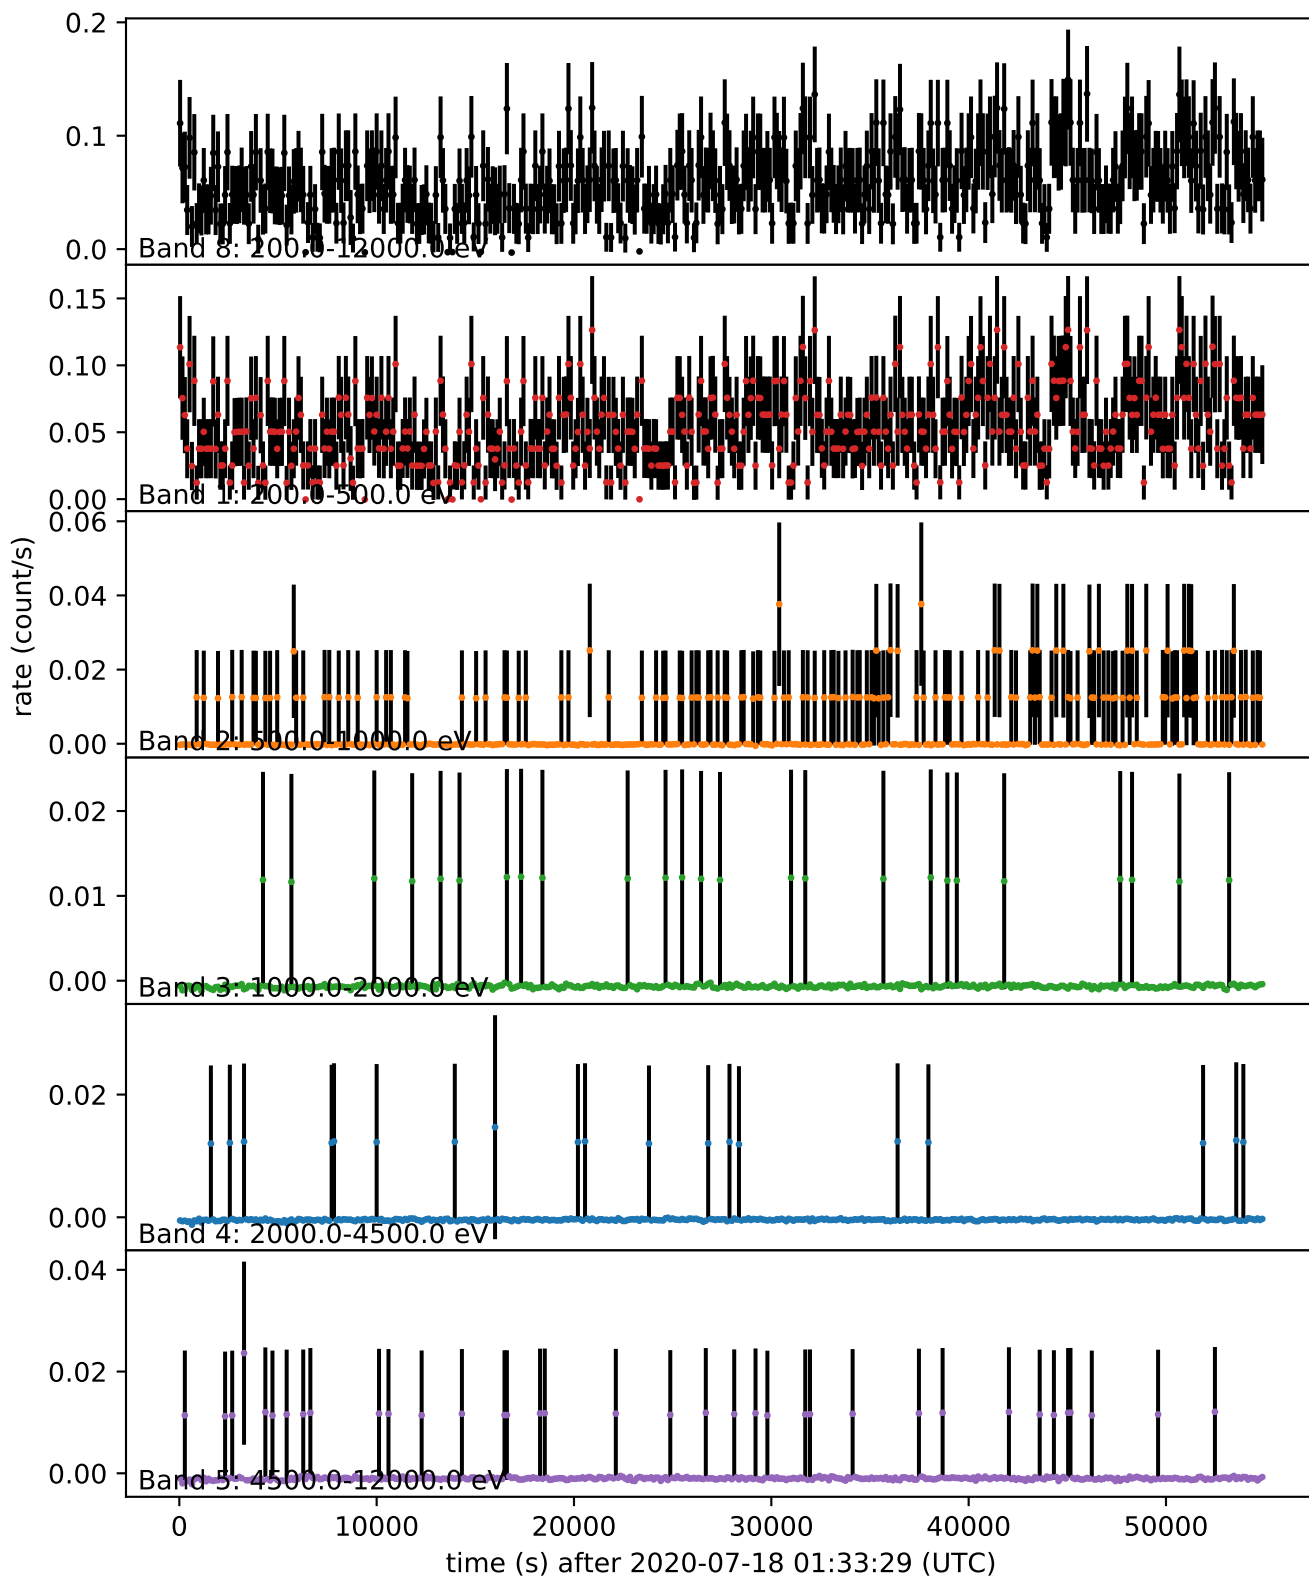 0.2
0.1
0.0
Band 8: 200.0-12000.0 eV
0.15
0.10
0.05
0.00
Band 1: 200.0-500.0 eV
0.06
0.04
0.02
0.00
Band 2: 500.0-1000.0 eV
rate (count/s)
0.02
0.01
0.00
Band 3: 1000.0-2000.0 eV
0.02
0.00
Band 4: 2000.0-4500.0 eV
0.04
0.02
0.00
Band 5: 4500.0-12000.0 eV
0 10000 20000 30000 40000 50000
time (s) after 2020-07-18 01:33:29 (UTC)